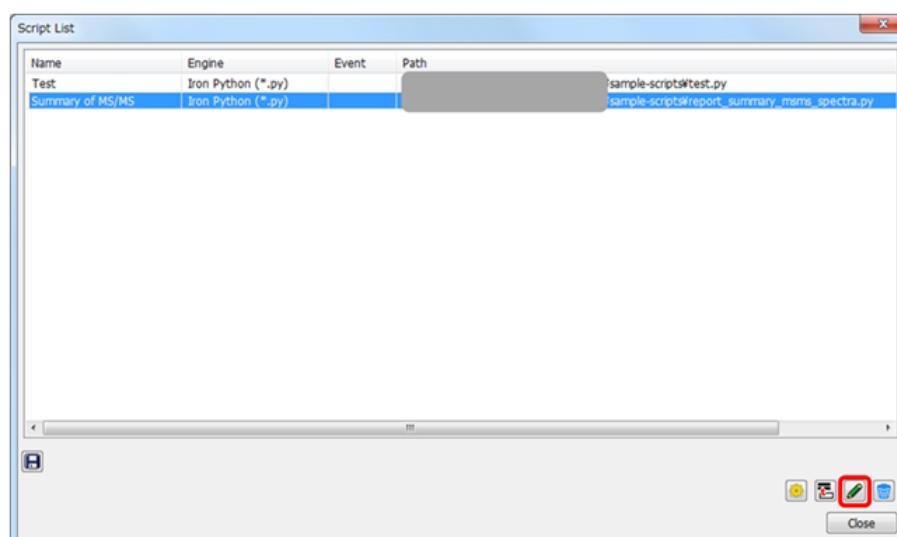 Script List
Name Engine Event Path
Test Iron Python (*.py) sample-scripts¥test.py
Summary of MS/MS Iron Python (*.py) sample-scripts¥report_summary_msms_spectra.py
Close